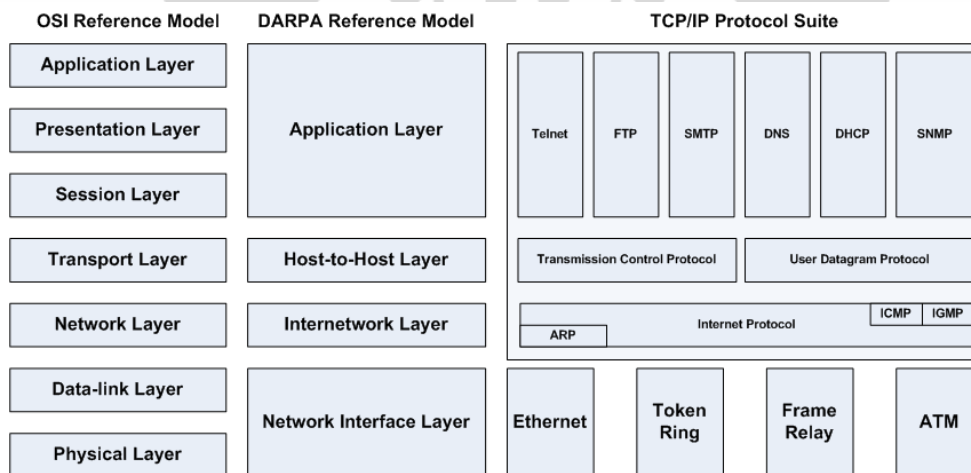 OSI Reference Model
DARPA Reference Model
TCP/IP Protocol Suite
Application Layer
Presentation Layer
Session Layer
Transport Layer
Network Layer
Data-link Layer
Physical Layer
Application Layer
Host-to-Host Layer
Internetwork Layer
Network Interface Layer
Telnet
FTP
SMTP
DNS
DHCP
SNMP
Transmission Control Protocol
User Datagram Protocol
Internet Protocol
ICMP
IGMP
ARP
Ethernet
Token
Ring
Frame
Relay
ATM